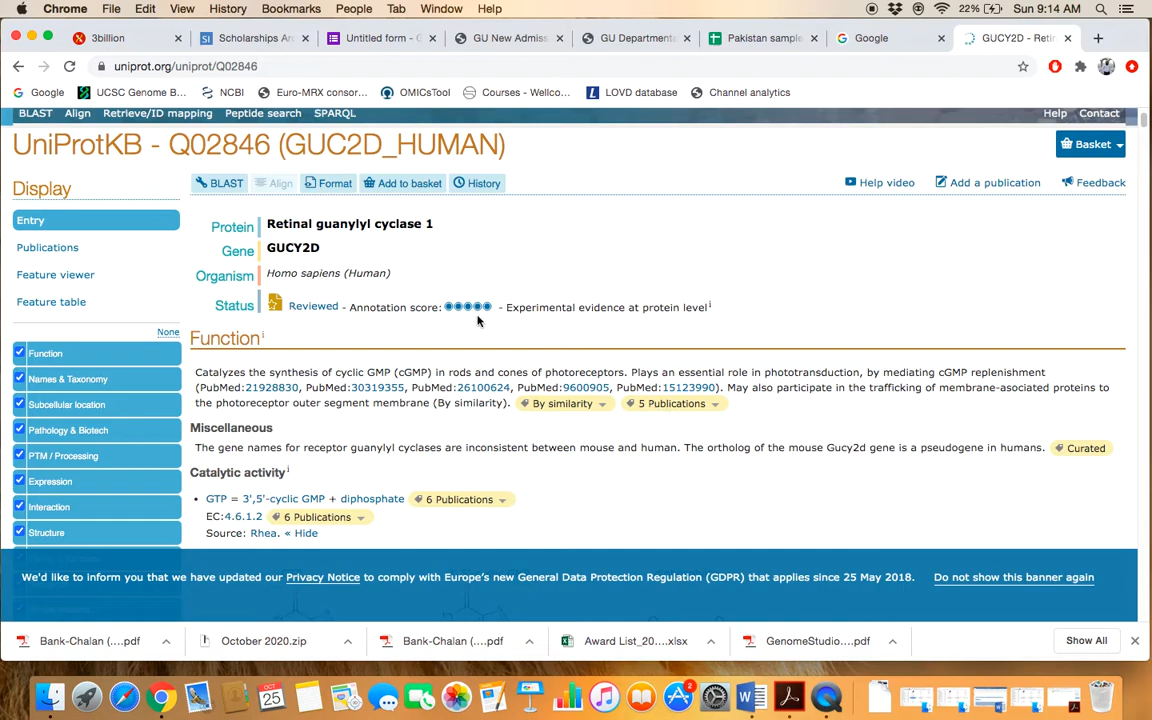 Chrome File Edit View History Bookmarks People Tab Window Help 22% Sun 9:14 AM
3billion Scholarships Ar Untitled form - G GU New Admis GU Department Pakistan sample Google GUCY2D - Reti
uniprot.org/uniprot/Q02846
Google UCSC Genome B... NCBI Euro-MRX consor... OMICsTool Courses - Wellco... LOVD database Channel analytics
BLAST Align Retrieve/ID mapping Peptide search SPARQL Help Contact
UniProtKB - Q02846 (GUC2D_HUMAN)
Basket
Display
BLAST Align Format Add to basket History Help video Add a publication Feedback
Entry
Publications
Feature viewer
Feature table
None
Function
Names & Taxonomy
Subcellular location
Pathology & Biotech
PTM / Processing
Expression
Interaction
Structure
Protein Retinal guanylyl cyclase 1
Gene GUCY2D
Organism Homo sapiens (Human)
Status Reviewed - Annotation score: - Experimental evidence at protein level i
Function i
Catalyzes the synthesis of cyclic GMP (cGMP) in rods and cones of photoreceptors. Plays an essential role in phototransduction, by mediating cGMP replenishment
(PubMed:21928830, PubMed:30319355, PubMed:26100624, PubMed:9600905, PubMed:15123990). May also participate in the trafficking of membrane-asociated proteins to
the photoreceptor outer segment membrane (By similarity). By similarity 5 Publications
Miscellaneous
The gene names for receptor guanylyl cyclases are inconsistent between mouse and human. The ortholog of the mouse Gucy2d gene is a pseudogene in humans. Curated
Catalytic activity i
• GTP = 3',5'-cyclic GMP + diphosphate 6 Publications
EC:4.6.1.2 6 Publications
Source: Rhea. « Hide
We'd like to inform you that we have updated our Privacy Notice to comply with Europe's new General Data Protection Regulation (GDPR) that applies since 25 May 2018. Do not show this banner again
Bank-Chalan (....pdf October 2020.zip Bank-Chalan (....pdf Award List_20....xlsx GenomeStudio....pdf Show All
OCT 25 2